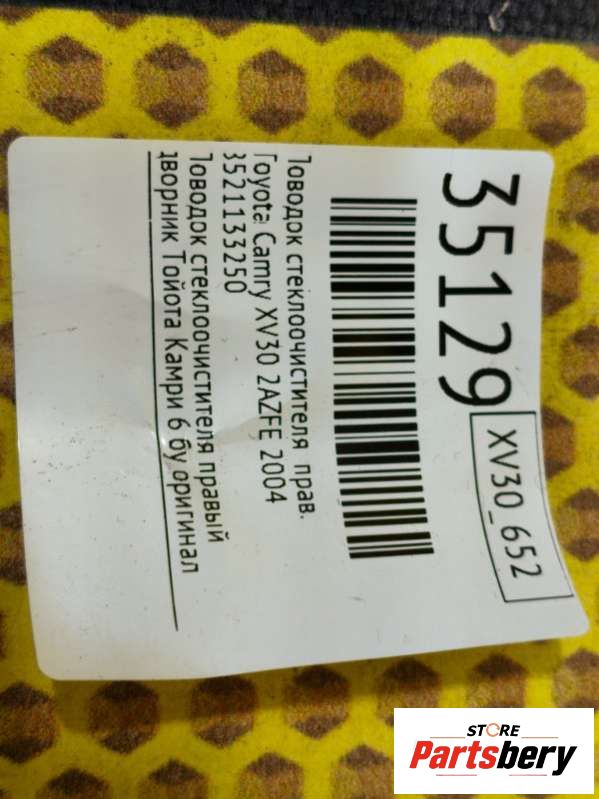 35129
XV30_652
Поводок стеклоочистителя прав.
Toyota Camry XV30 2AZFE 2004
8521133250
Поводок стеклоочистителя правый
дворник Тойота Камри 6 бу оригинал
STORE
Partsbery